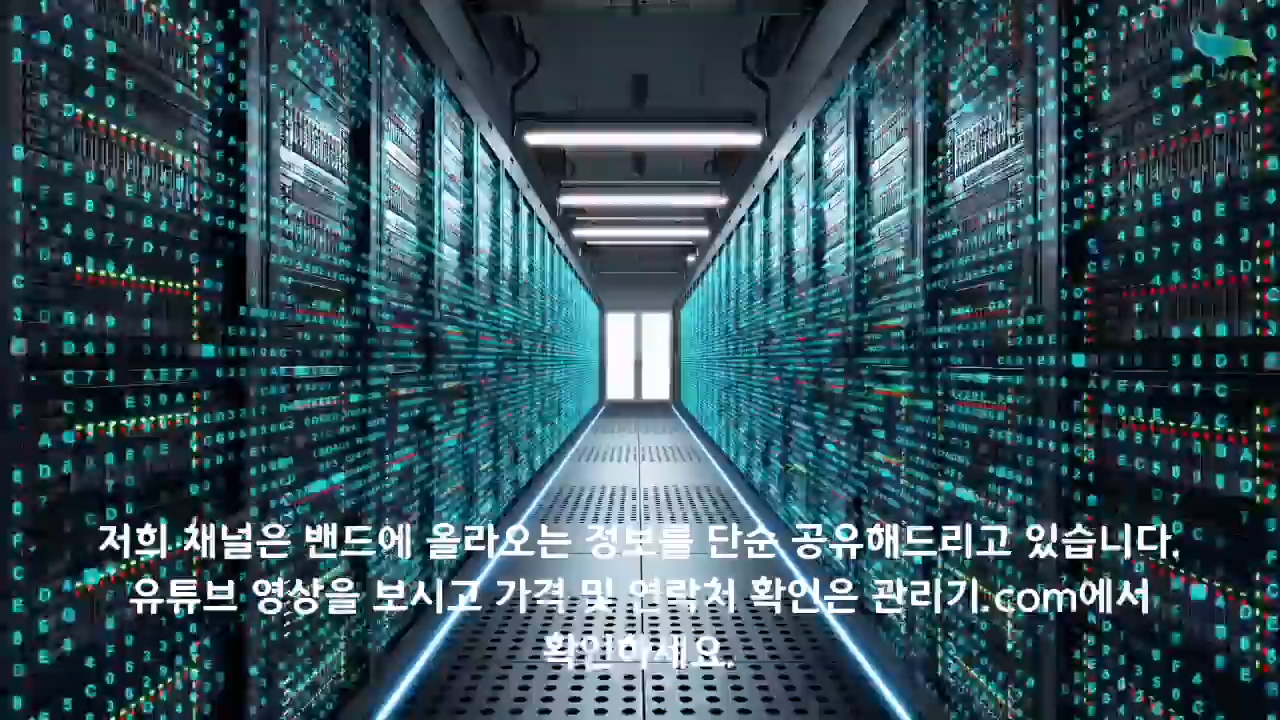 저희 채널은 밴드에 올라오는 정보를 단순 공유해드리고 있습니다.
유튜브 영상을 보시고 가격 및 연락처 확인은 관리기.com에서
확인하세요.